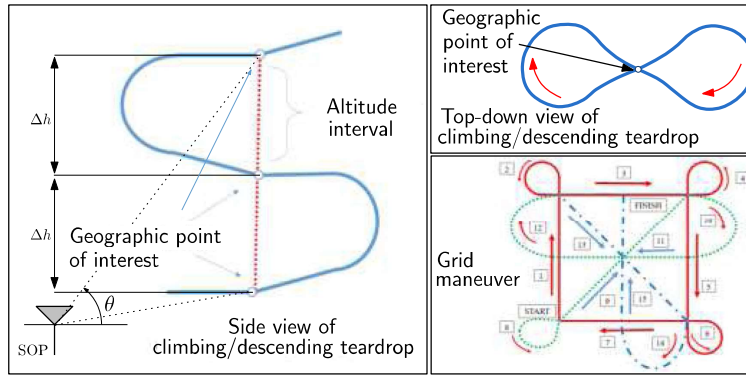 Δh
Altitude
interval
Δh
Geographic point
of interest
θ
SOP
Side view of
climbing/descending teardrop
Geographic
point of
interest
Top-down view of
climbing/descending teardrop
Grid
maneuver
2
3
4
FINISH
12
13
11
1
5
START
9
15
8
7
14
6